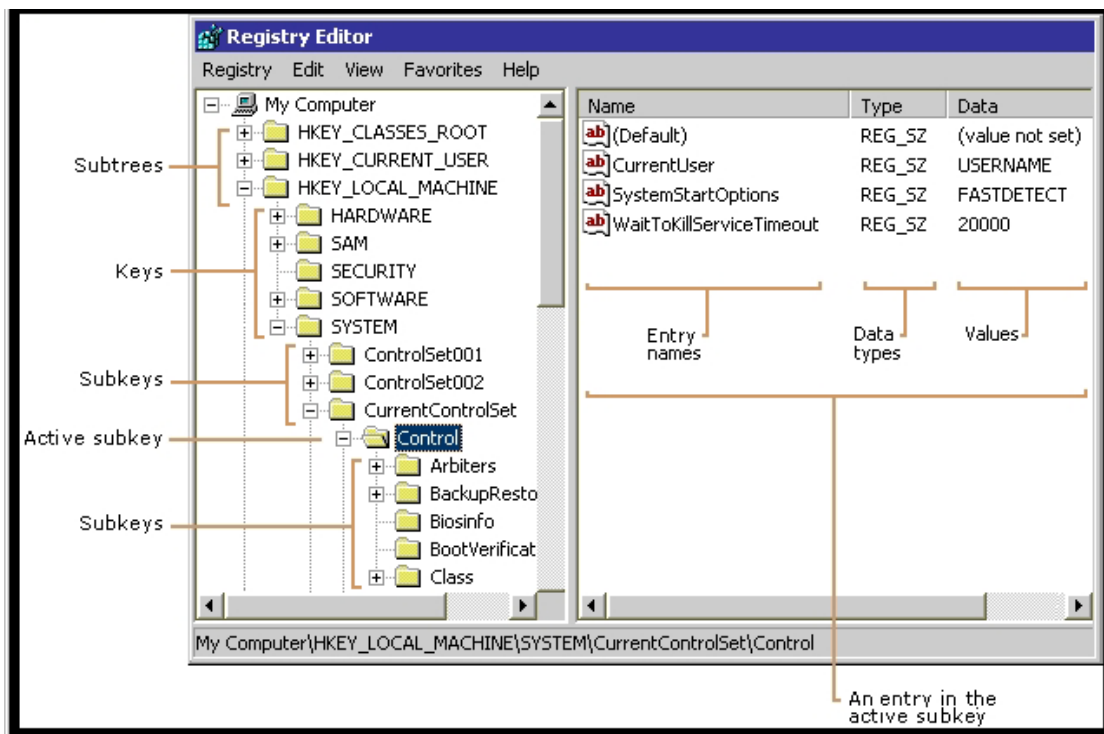 Registry Editor
Registry Edit View Favorites Help
My Computer
HKEY_CLASSES_ROOT
HKEY_CURRENT_USER
HKEY_LOCAL_MACHINE
HARDWARE
SAM
SECURITY
SOFTWARE
SYSTEM
ControlSet001
ControlSet002
CurrentControlSet
Control
Arbiters
BackupResto
Biosinfo
BootVerificat
Class
Subtrees
Keys
Subkeys
Active subkey
Subkeys
Name Type Data
(Default) REG_SZ (value not set)
CurrentUser REG_SZ USERNAME
SystemStartOptions REG_SZ FASTDETECT
WaitToKillServiceTimeout REG_SZ 20000
Entry
names
Data
types
Values
My Computer\HKEY_LOCAL_MACHINE\SYSTEM\CurrentControlSet\Control
An entry in the
active subkey